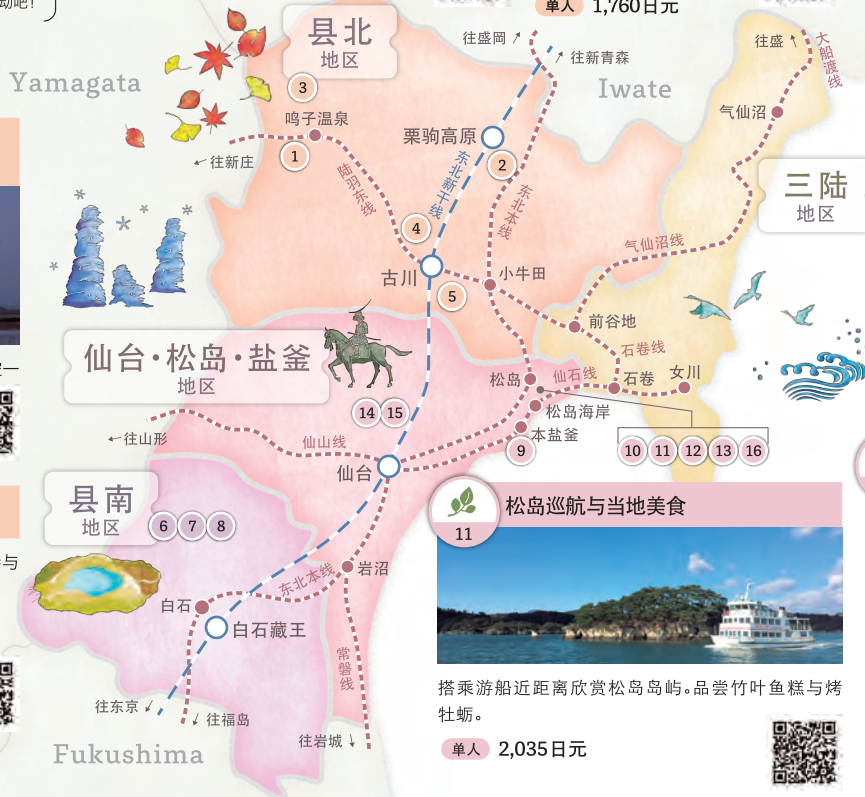 动吧!
单人 1,760日元
县北
地区
往盛岡
往新青森
往盛
大船渡线
Yamagata
Iwate
3
鸣子温泉
栗驹高原
气仙沼
1
往新庄
2
陆羽东线
东北新干线
东北本线
三陆
地区
4
气仙沼线
古川
小牛田
5
前谷地
仙台·松岛·盐釜
地区
石卷线
松岛
仙石线
石卷
女川
14 15
松岛海岸
往山形
仙山线
本盐釜
9
10 11 12 13 16
仙台
县南
地区
6 7 8
松岛巡航与当地美食
11
东北本线
岩沼
白石
白石藏王
常磐线
往东京
往福岛
往岩城
Fukushima
搭乘游船近距离欣赏松岛岛屿。品尝竹叶鱼糕与烤
牡蛎。
单人 2,035日元